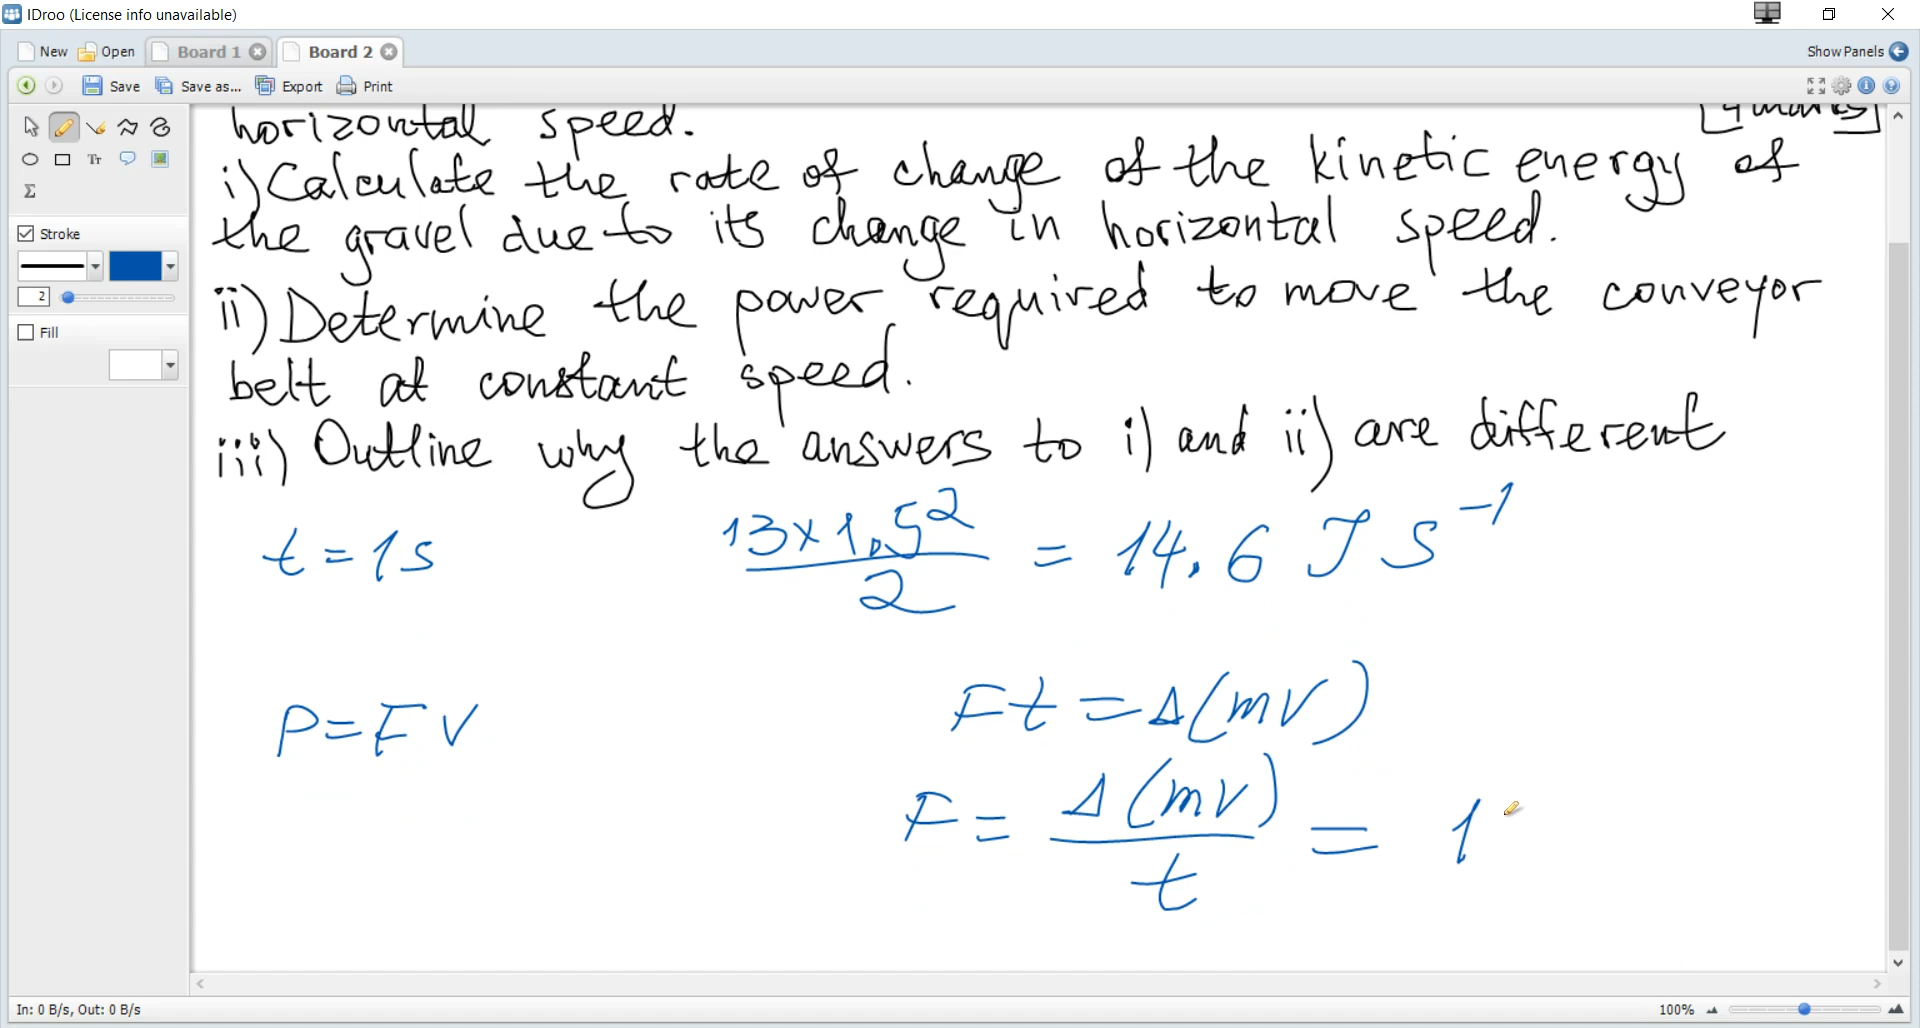 IDroo (License info unavailable)
New Open Board 1 Board 2 Show Panels
Save Save as... Export Print
horizontal speed. [4 marks]
i) Calculate the rate of change of the kinetic energy of
the gravel due to its change in horizontal speed.
ii) Determine the power required to move the conveyor
belt at constant speed.
iii) Outline why the answers to i) and ii) are different
Tt
Σ
Stroke
2
Fill
t = 1s 13×1.5² / 2 = 14.6 J S⁻¹
P = F V Ft = Δ(mv)
F = Δ(mv) / t = 1
In: 0 B/s, Out: 0 B/s 100%